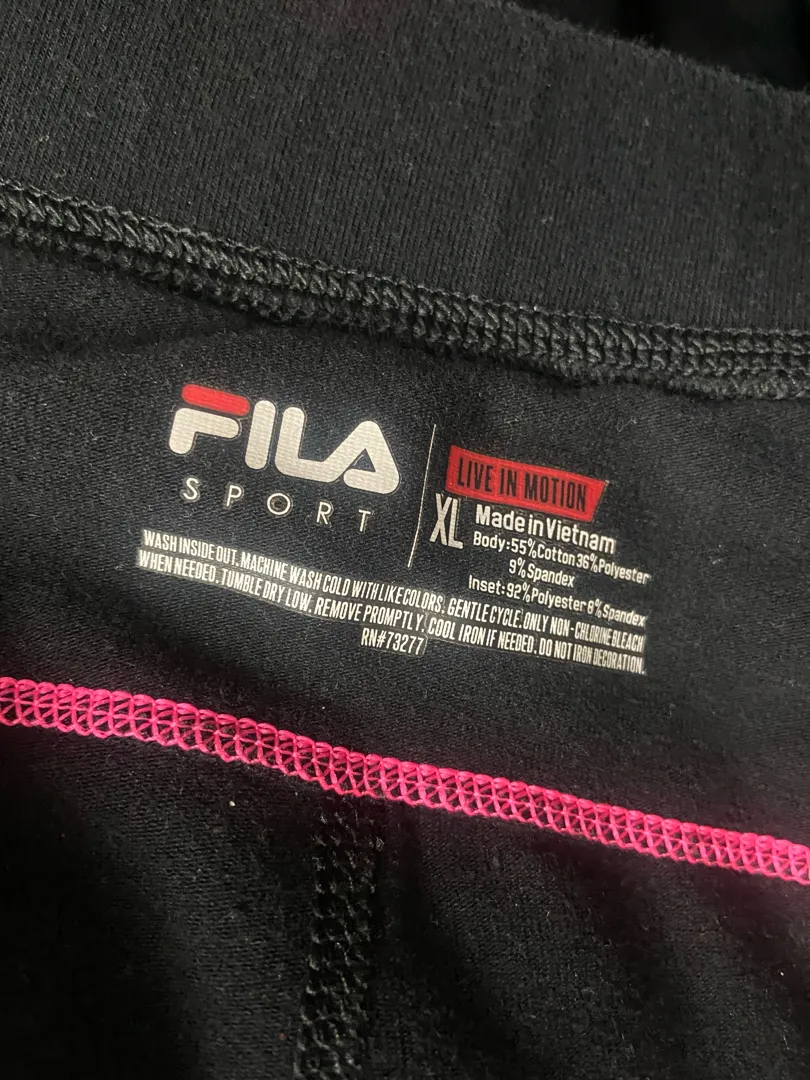 FILA
SPORT
LIVE IN MOTION
XL
Made in Vietnam
Body:55%Cotton 36%Polyester
9%Spandex
Inset:92%Polyester 8%Spandex
WASH INSIDE OUT. MACHINE WASH COLD WITH LIKE COLORS. GENTLE CYCLE. ONLY NON-CHLORINE BLEACH
WHEN NEEDED. TUMBLE DRY LOW. REMOVE PROMPTLY. COOL IRON IF NEEDED. DO NOT IRON DECORATION.
RN#73277